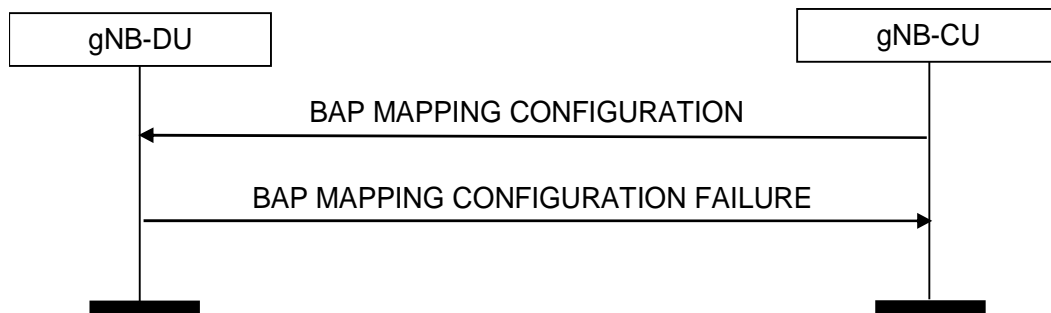 gNB-DU
gNB-CU
BAP MAPPING CONFIGURATION
BAP MAPPING CONFIGURATION FAILURE